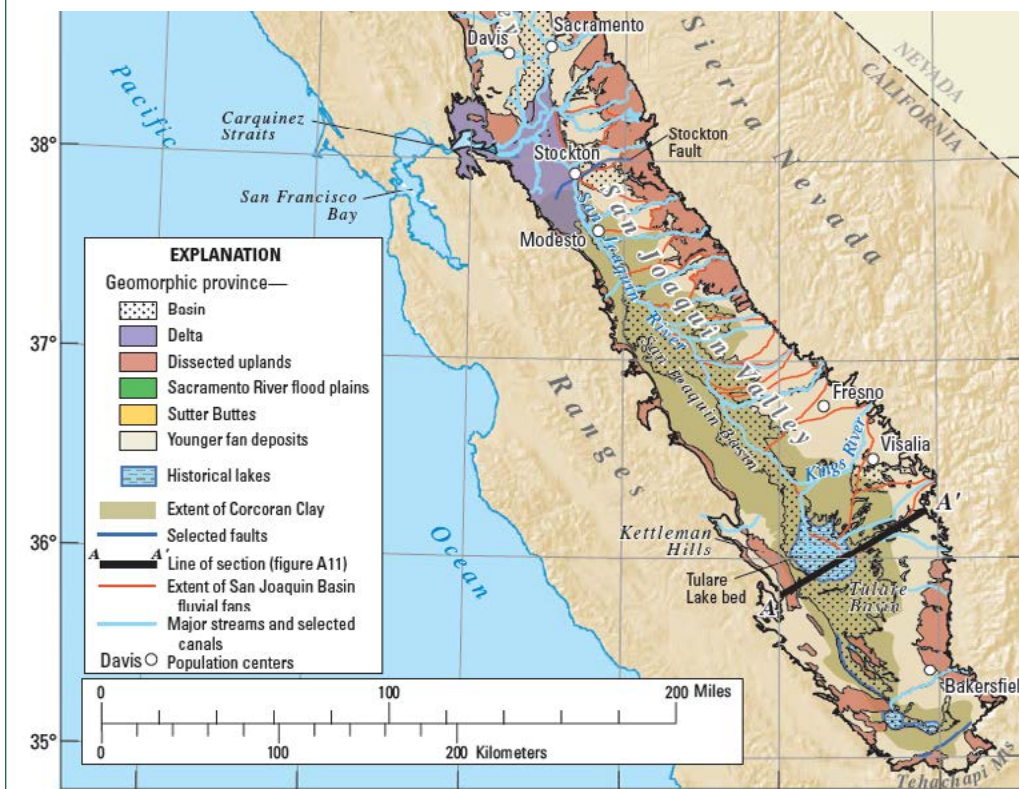 Davis
Sacramento
ey
Sierra
Nevada
NEVADA
CALIFORNIA
Pacific
Ocean
Carquinez
Straits
38°
Stockton
Stockton
Fault
San Francisco
Bay
Modesto
San Joaquin Valley
San Joaquin River
San Joaquin Basin
37°
Ranges
Fresno
Kings River
Visalia
A'
Kettleman
Hills
36°
Tulare
Lake bed
A
Tulare
Basin
Bakersfiel
35°
Tehachapi Mts
EXPLANATION
Geomorphic province—
Basin
Delta
Dissected uplands
Sacramento River flood plains
Sutter Buttes
Younger fan deposits
Historical lakes
Extent of Corcoran Clay
Selected faults
A A' Line of section (figure A11)
Extent of San Joaquin Basin
fluvial fans
Major streams and selected
canals
Davis Population centers
0 100 200 Miles
0 100 200 Kilometers